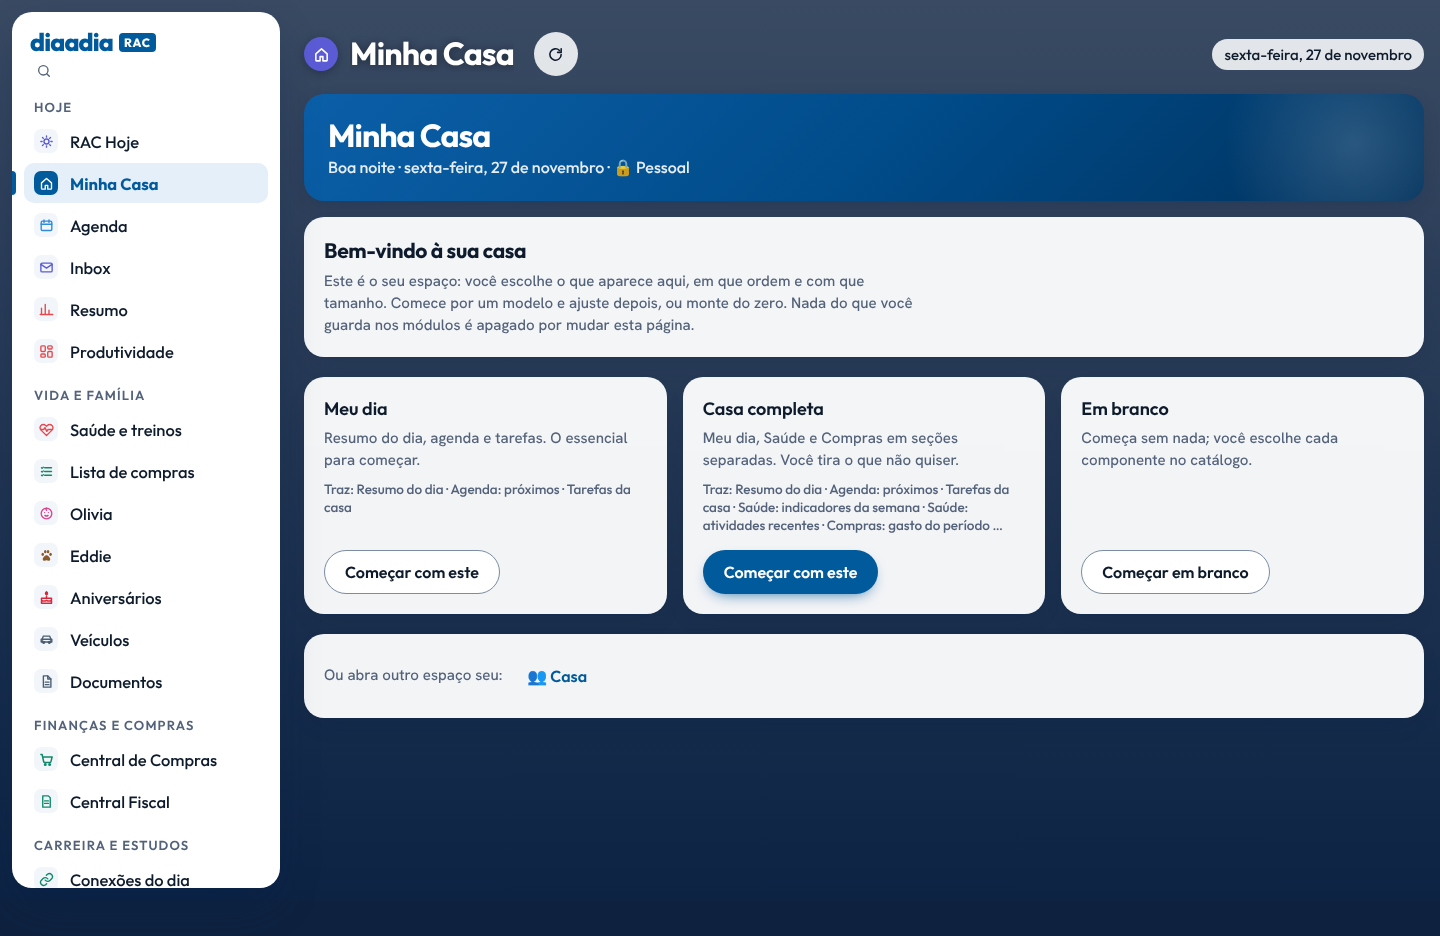 diaadia RAC
HOJE
RAC Hoje
Minha Casa
Agenda
Inbox
Resumo
Produtividade
VIDA E FAMÍLIA
Saúde e treinos
Lista de compras
Olivia
Eddie
Aniversários
Veículos
Documentos
FINANÇAS E COMPRAS
Central de Compras
Central Fiscal
CARREIRA E ESTUDOS
Conexões do dia
Minha Casa
sexta-feira, 27 de novembro
Minha Casa
Boa noite · sexta-feira, 27 de novembro · 🔒 Pessoal
Bem-vindo à sua casa
Este é o seu espaço: você escolhe o que aparece aqui, em que ordem e com que
tamanho. Comece por um modelo e ajuste depois, ou monte do zero. Nada do que você
guarda nos módulos é apagado por mudar esta página.
Meu dia
Resumo do dia, agenda e tarefas. O essencial
para começar.
Traz: Resumo do dia · Agenda: próximos · Tarefas da
casa
Começar com este
Casa completa
Meu dia, Saúde e Compras em seções
separadas. Você tira o que não quiser.
Traz: Resumo do dia · Agenda: próximos · Tarefas da
casa · Saúde: indicadores da semana · Saúde:
atividades recentes · Compras: gasto do período ...
Começar com este
Em branco
Começa sem nada; você escolhe cada
componente no catálogo.
Começar em branco
Ou abra outro espaço seu:
👥 Casa